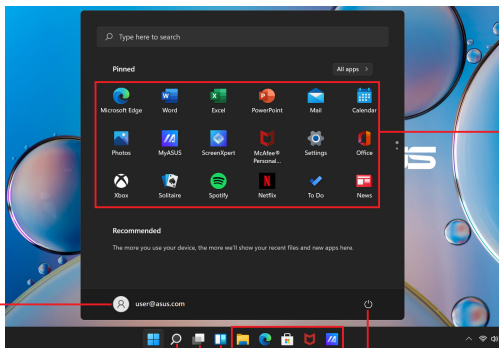 Type here to search
Pinned
All apps >
Microsoft Edge
Word
Excel
PowerPoint
Mail
Calendar
Photos
MyASUS
ScreenXpert
McAfee®
Personal...
Settings
Office
Xbox
Solitaire
Spotify
Netflix
To Do
News
Recommended
The more you use your device, the more we'll show your recent files and new apps here.
user@asus.com